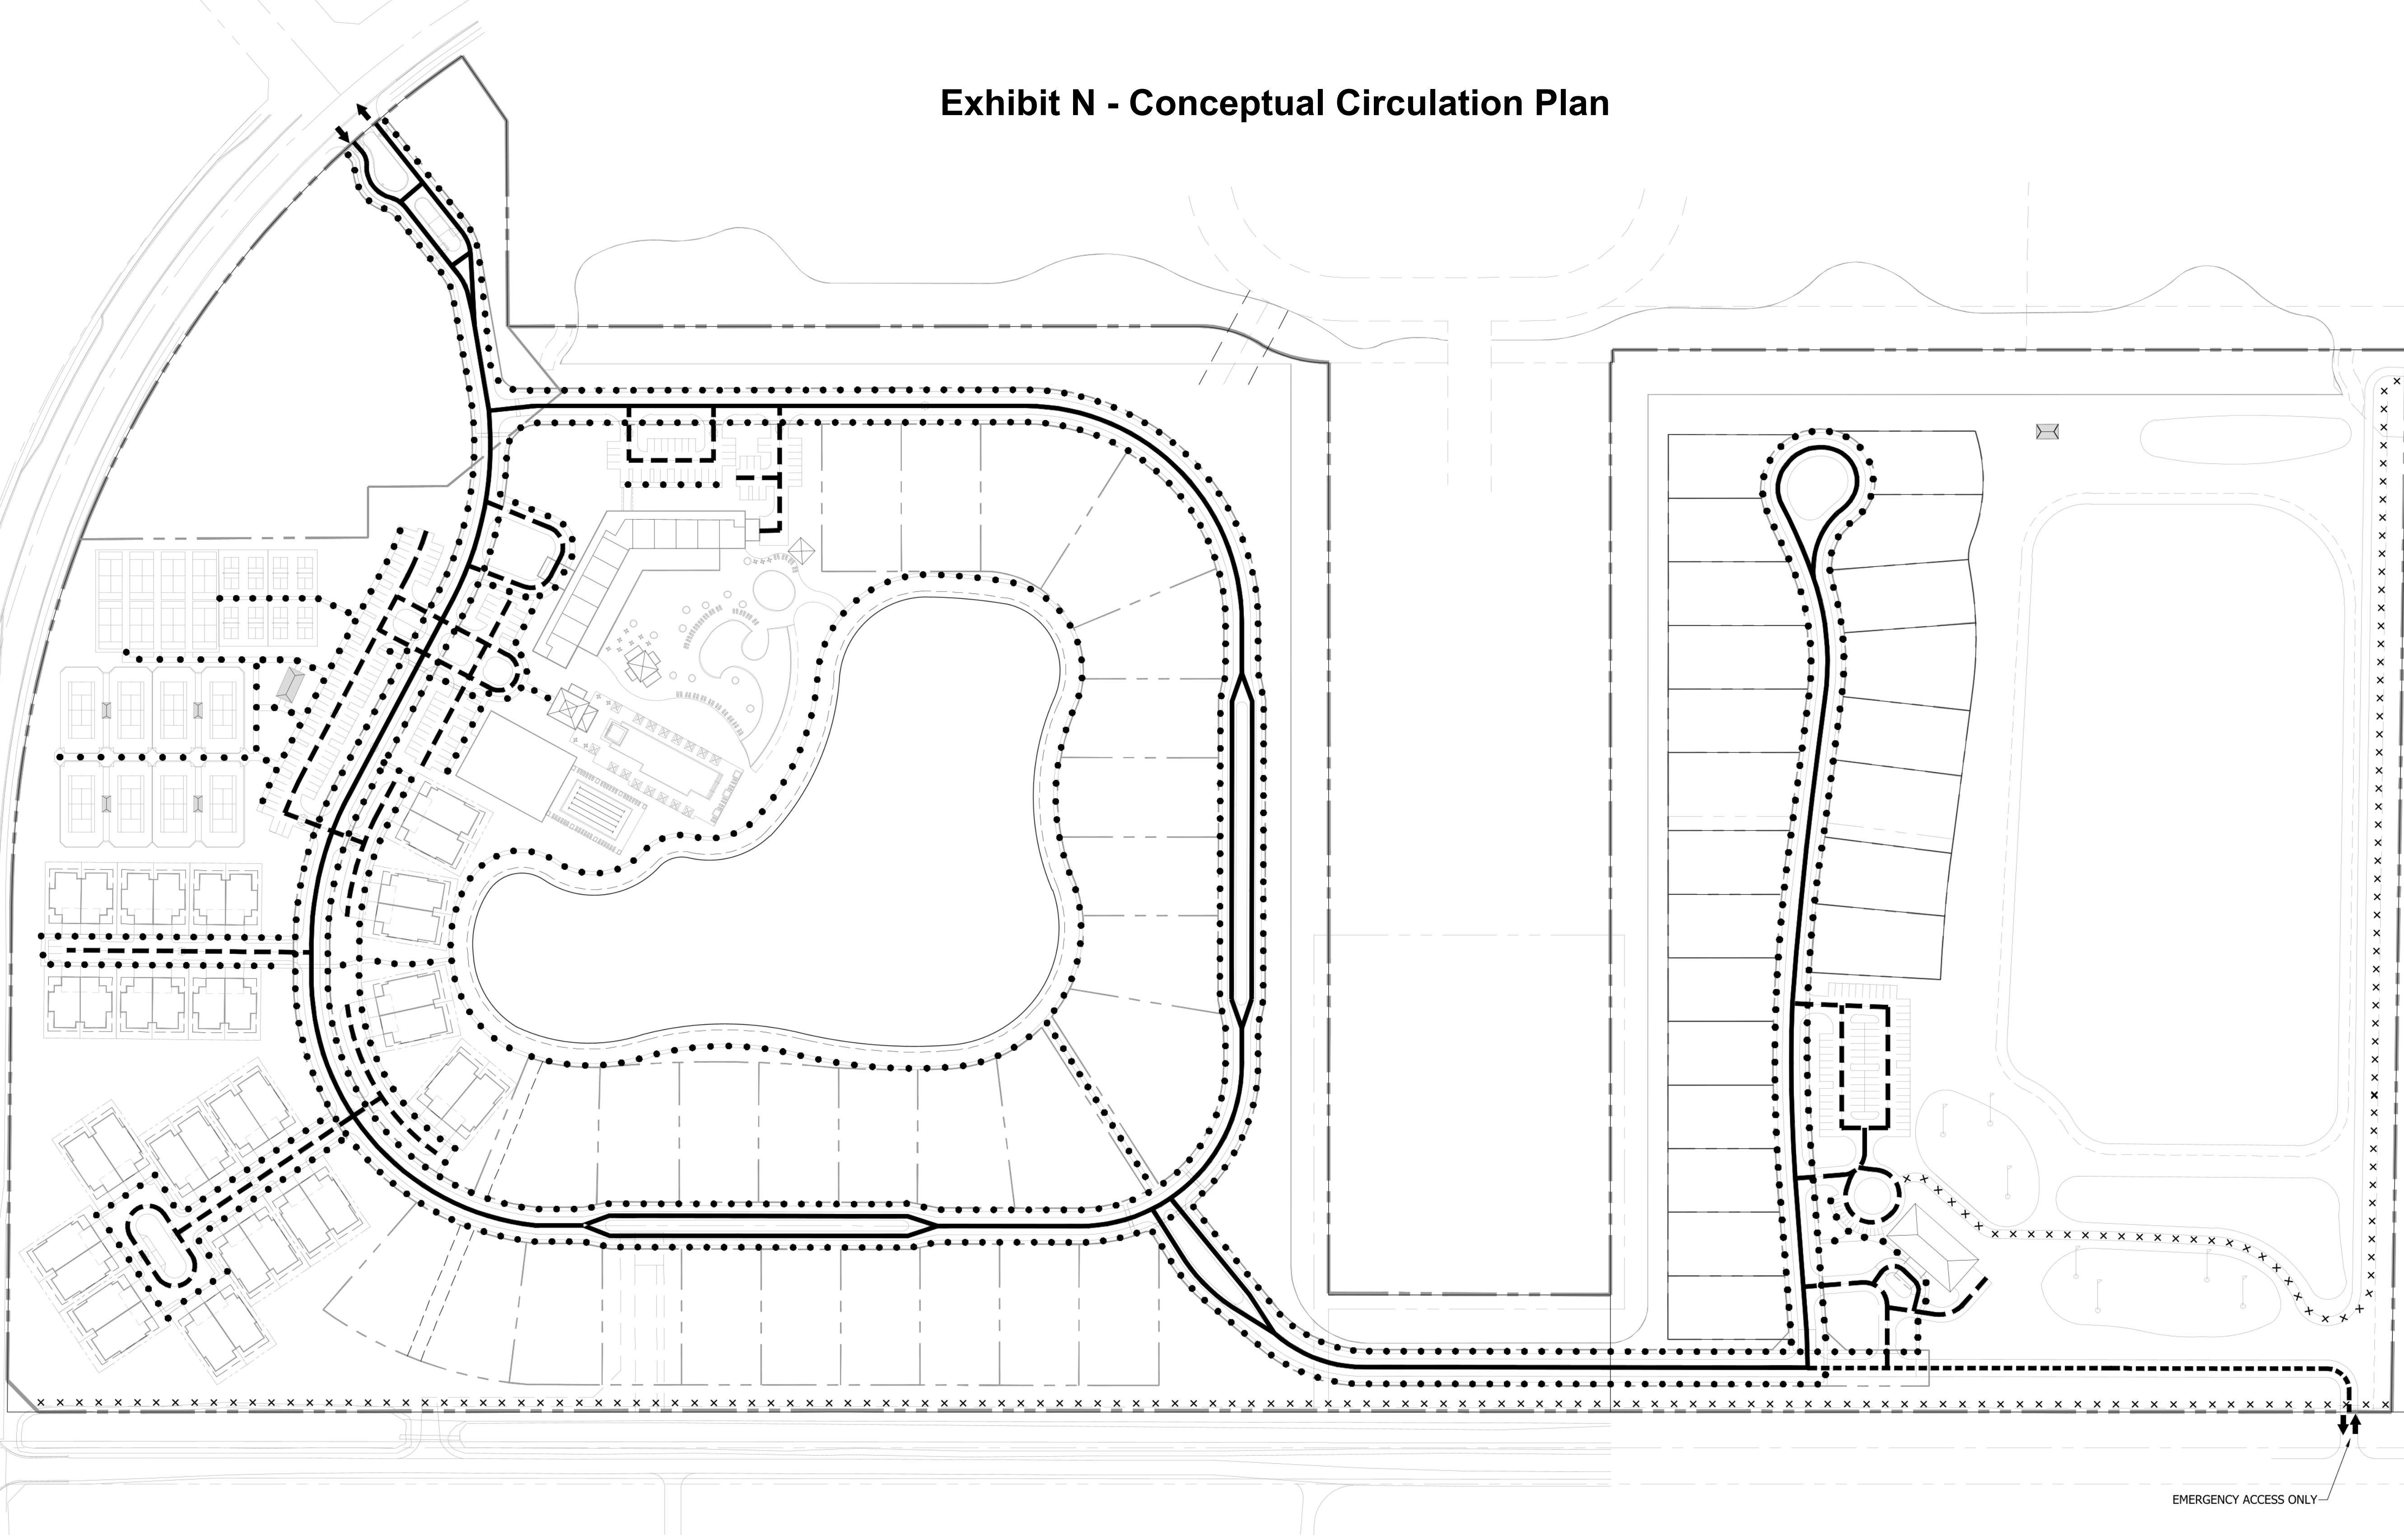 Exhibit N - Conceptual Circulation Plan
EMERGENCY ACCESS ONLY